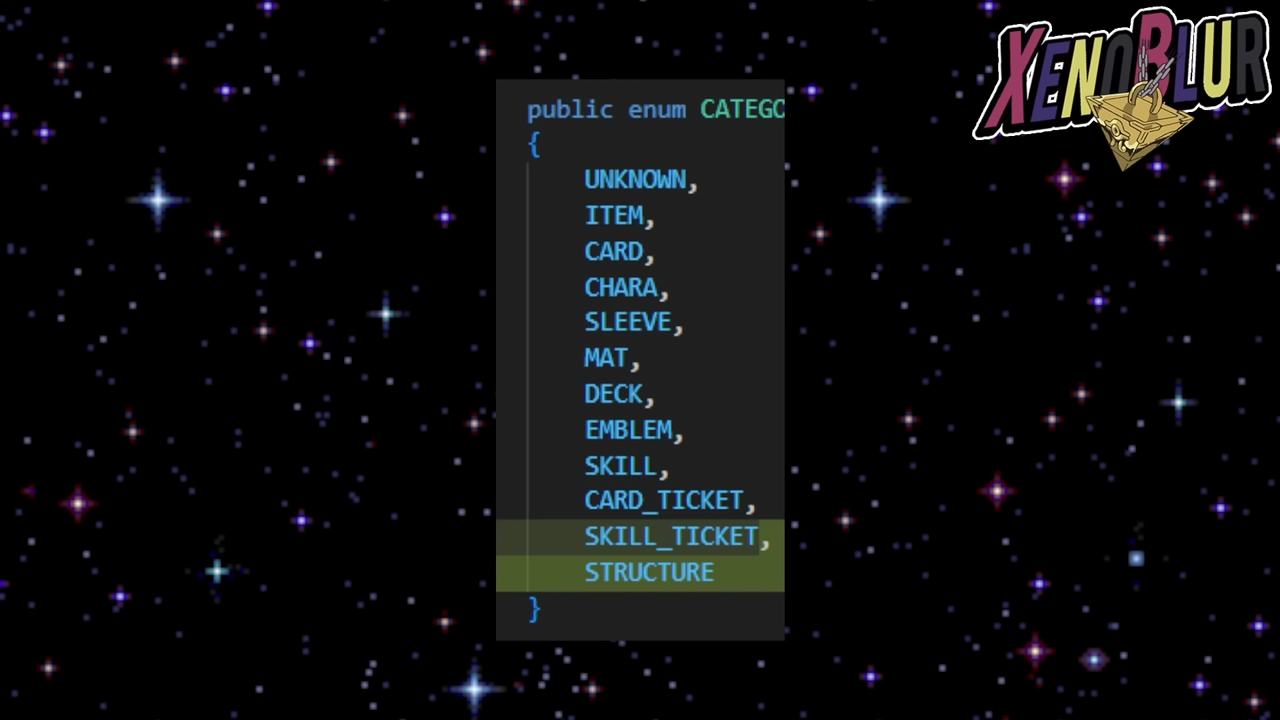 XENOBLUR
public enum CATEGO
{
UNKNOWN,
ITEM,
CARD,
CHARA,
SLEEVE,
MAT,
DECK,
EMBLEM,
SKILL,
CARD_TICKET,
SKILL_TICKET,
STRUCTURE
}